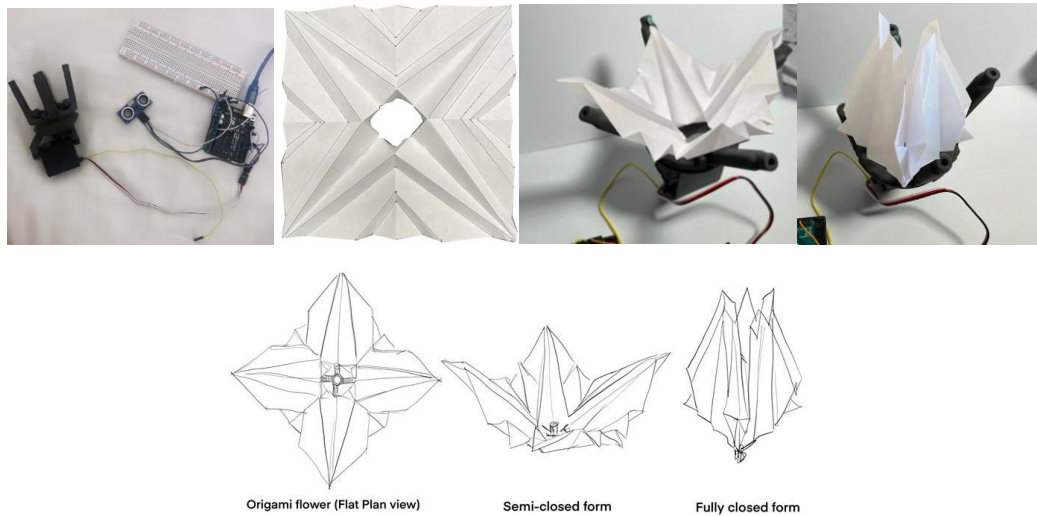 Origami flower (Flat Plan view)
Semi-closed form
Fully closed form